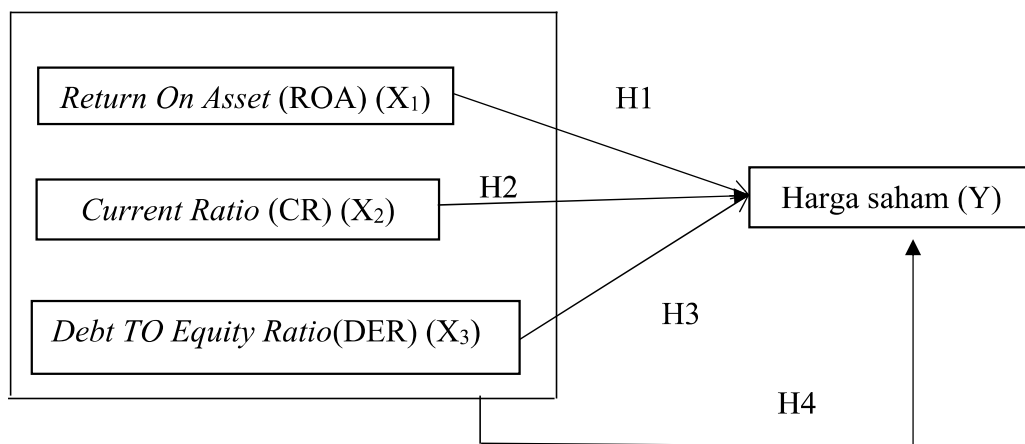 Return On Asset (ROA) (X₁)
H1
H2
Current Ratio (CR) (X₂)
Harga saham (Y)
Debt TO Equity Ratio(DER) (X₃)
H3
H4